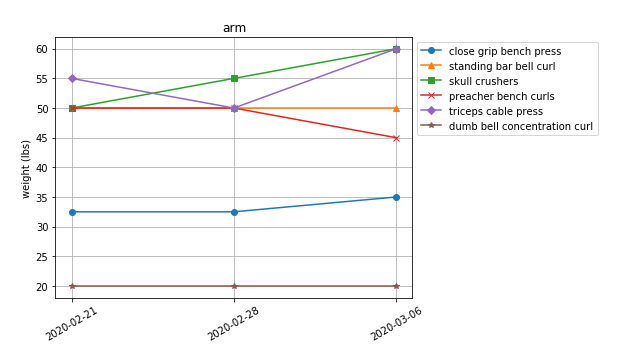 arm
weight (lbs)
60
55
50
45
40
35
30
25
20
2020-02-21
2020-02-28
2020-03-06
close grip bench press
standing bar bell curl
skull crushers
preacher bench curls
triceps cable press
dumb bell concentration curl